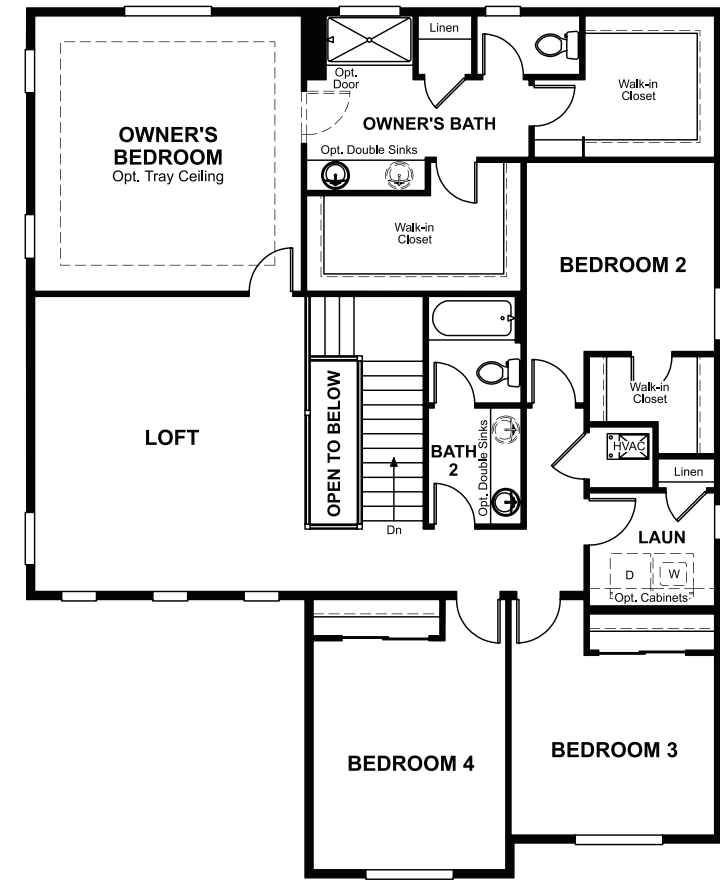 Linen
Opt.
Door
Walk-in
Closet
OWNER'S BATH
OWNER'S
BEDROOM
Opt. Tray Ceiling
Opt. Double Sinks
Walk-in
Closet
BEDROOM 2
Walk-in
Closet
LOFT
OPEN TO BELOW
BATH
2
Opt. Double Sinks
HVAC
Linen
Dn
LAUN
D
W
Opt. Cabinets
BEDROOM 4
BEDROOM 3